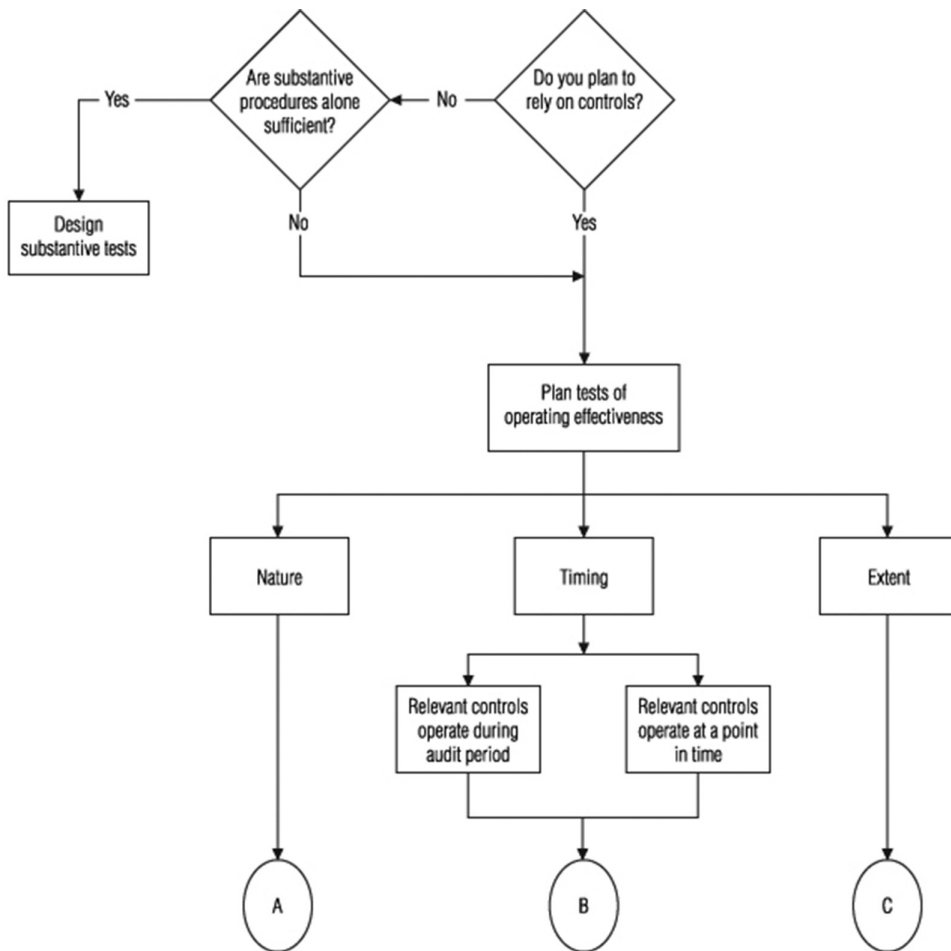 Are substantive
procedures alone
sufficient?
Do you plan to
rely on controls?
Yes
No
Design
substantive tests
No
Yes
Plan tests of
operating effectiveness
Nature
Timing
Extent
Relevant controls
operate during
audit period
Relevant controls
operate at a point
in time
A
B
C